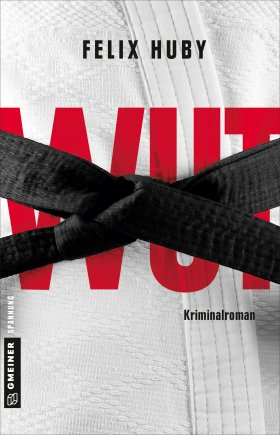 FELIX HUBY
WUT
Kriminalroman
GMEINER SPANNUNG